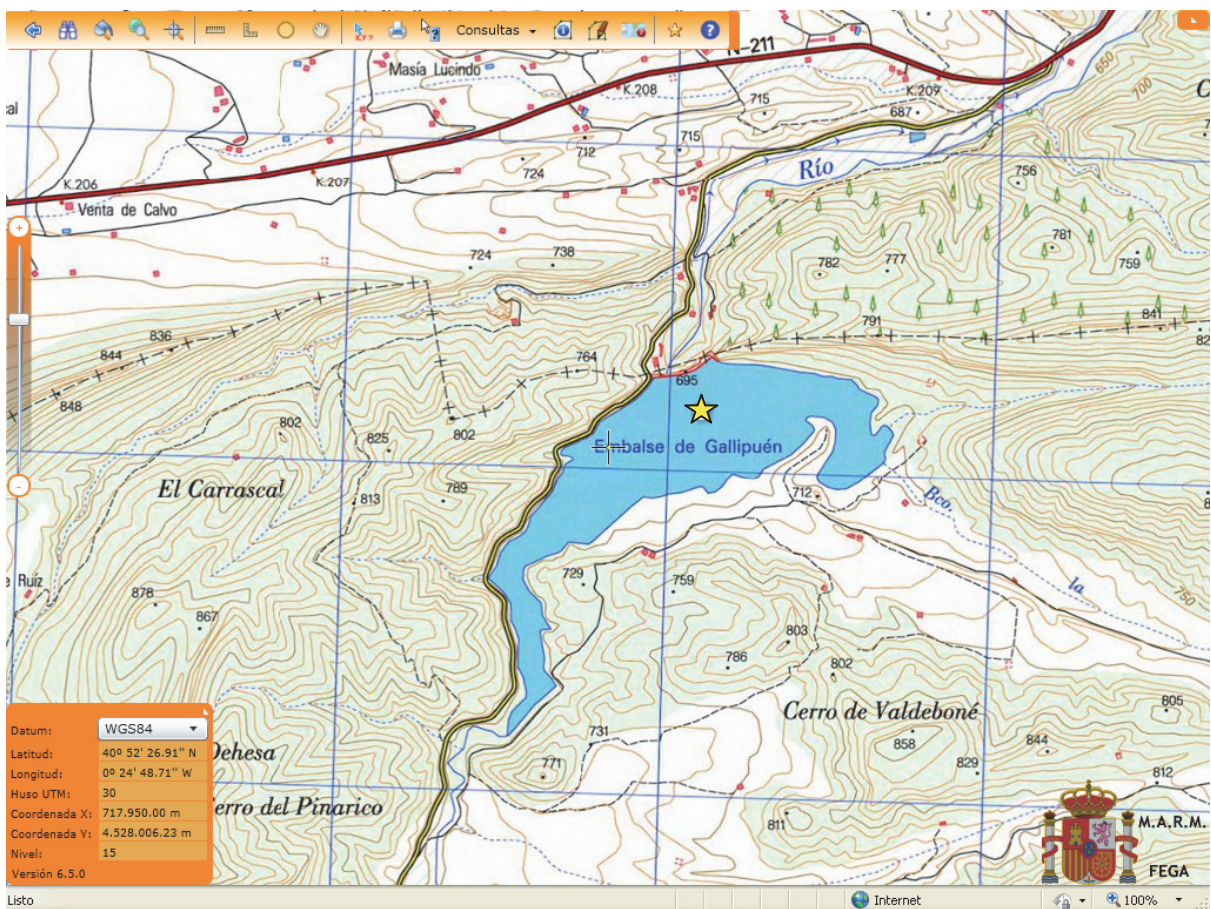 Consultas
N-211
650
700
Masía Lucindo
K.208
715
K.209
687
715
712
724
Río
756
K.206
K.207
Venta de Calvo
781
724
738
782
777
759
836
791
841
844
764
695
848
802
825
802
Embalse de Gallipuén
El Carrascal
789
813
712
Bco.
729
759
la
750
Ruiz
878
867
803
786
802
805
Cerro de Valdeboné
731
858
844
829
771
812
811
Dehesa
erro del Pinarico
Datum: WGS84
Latitud: 40º 52' 26.91'' N
Longitud: 0º 24' 48.71'' W
Huso UTM: 30
Coordenada X: 717.950.00 m
Coordenada Y: 4.528.006.23 m
Nivel: 15
Versión 6.5.0
M.A.R.M.
FEGA
Listo
Internet
100%